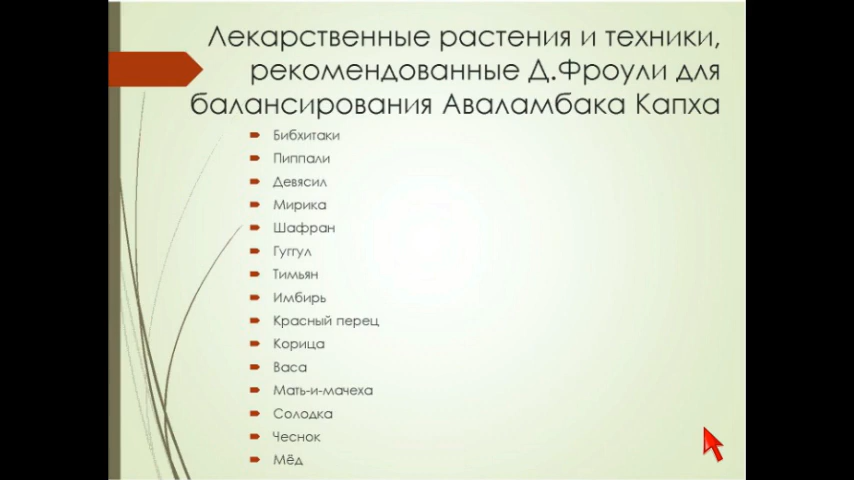 Лекарственные растения и техники,
рекомендованные Д.Фроули для
балансирования Аваламбака Капха
Бибхитаки
Пиппали
Девясил
Мирика
Шафран
Гуггул
Тимьян
Имбирь
Красный перец
Корица
Васа
Мать-и-мачеха
Солодка
Чеснок
Мёд